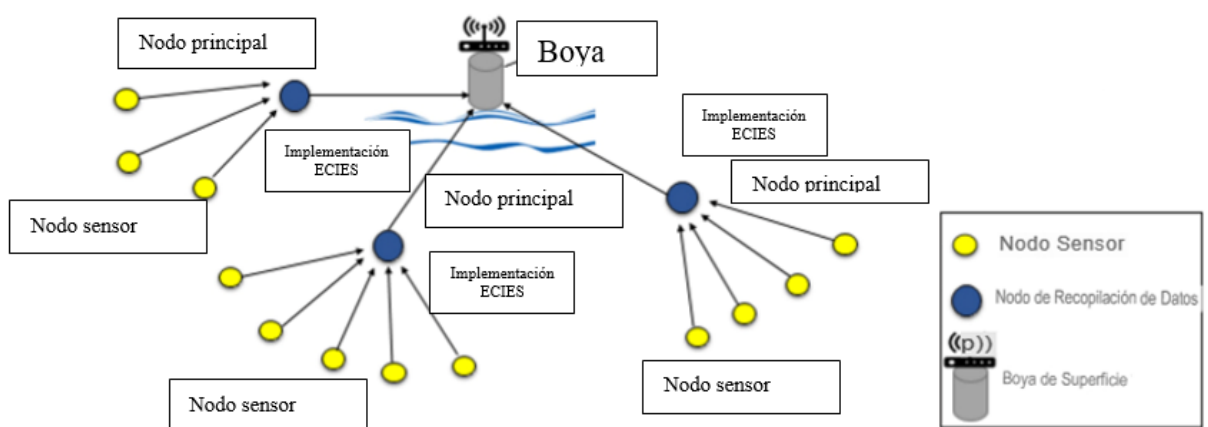 Nodo principal
Boya
Implementación
ECIES
Nodo principal
Implementación
ECIES
Nodo principal
Nodo sensor
Implementación
ECIES
Nodo sensor
Nodo sensor
Nodo Sensor
Nodo de Recopilación de Datos
((p))
Boya de Superficie